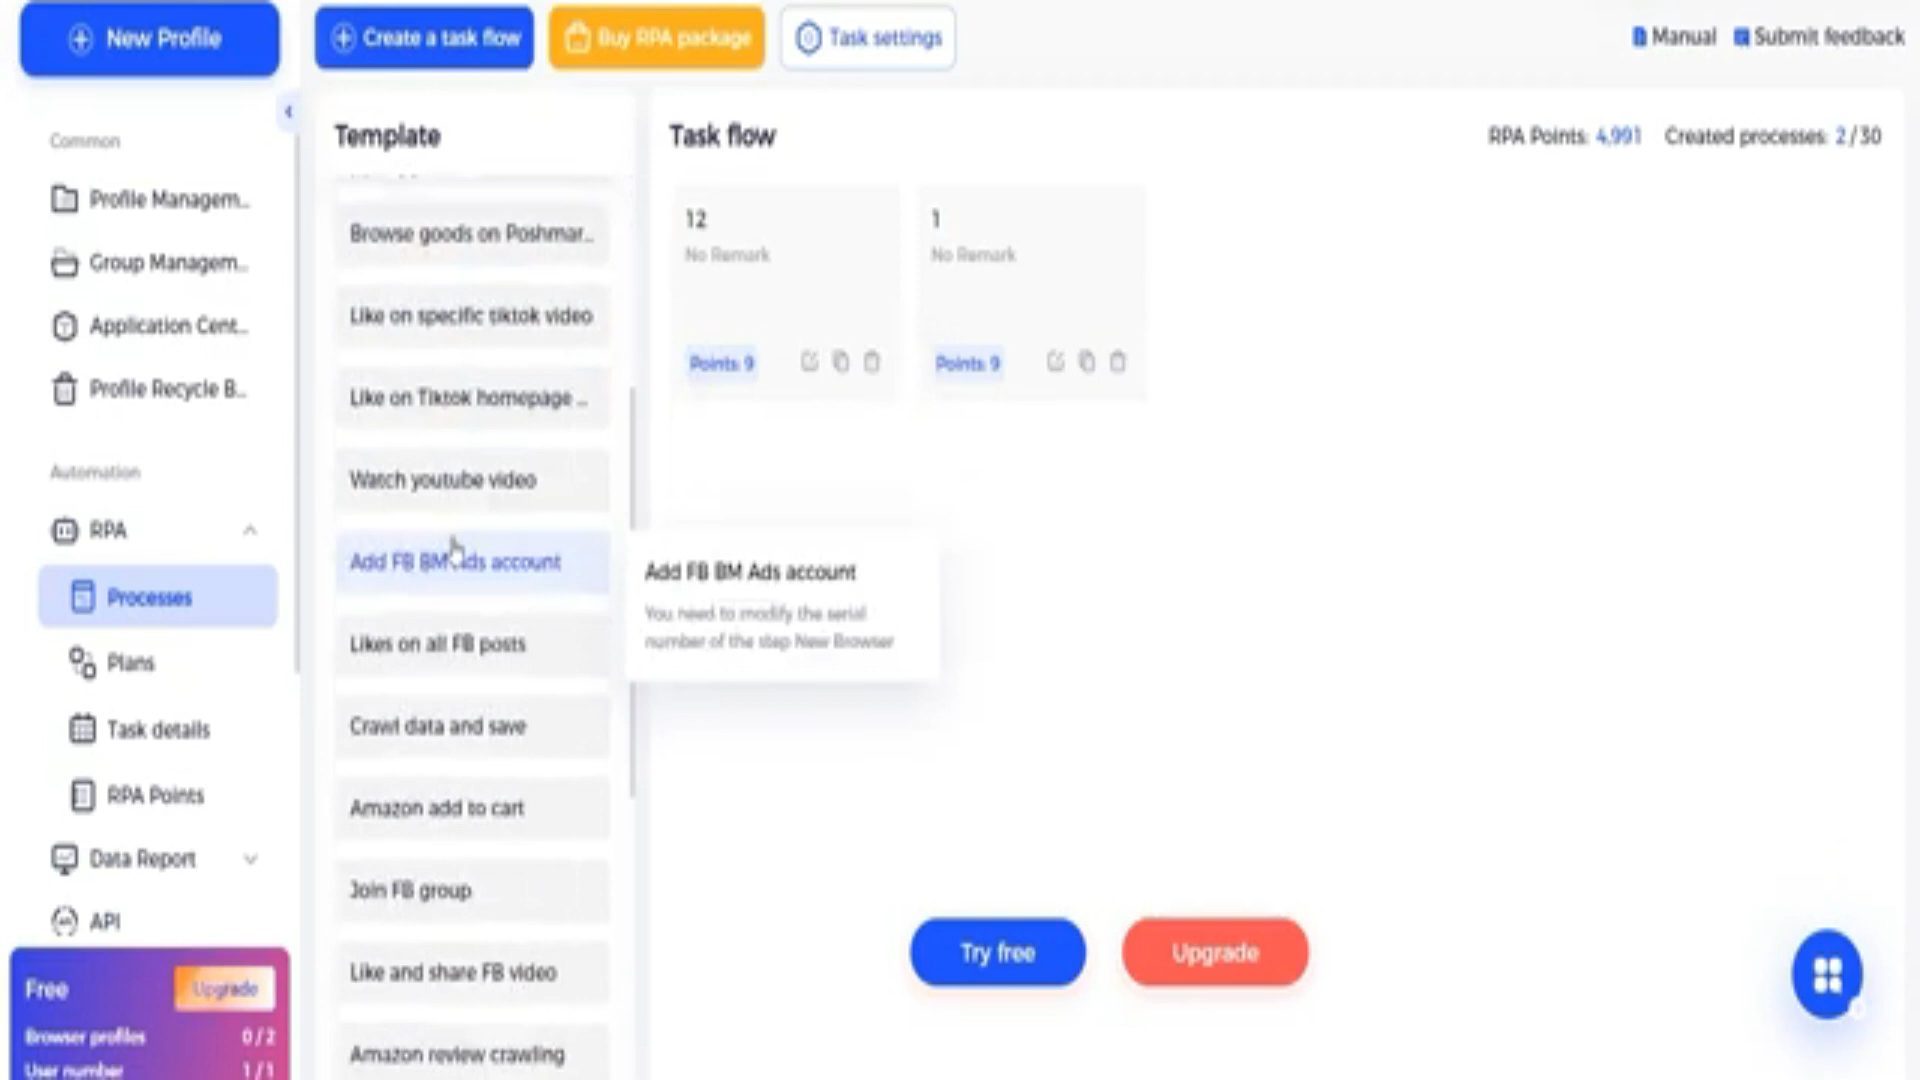 New Profile
Create a task flow
Buy RPA package
Task settings
Manual
Submit feedback
Common
Profile Managem...
Group Managem...
Application Cent...
Profile Recycle B...
Automation
RPA
Processes
Plans
Task details
RPA Points
Data Report
API
Free
Upgrade
Browser profiles 0 / 2
User number 1 / 1
Template
Browse goods on Poshmar...
Like on specific tiktok video
Like on Tiktok homepage ...
Watch youtube video
Add FB BM Ads account
Likes on all FB posts
Crawl data and save
Amazon add to cart
Join FB group
Like and share FB video
Amazon review crawling
Task flow
RPA Points: 4,991 Created processes: 2 / 30
12
No Remark
Points: 9
1
No Remark
Points: 9
Add FB BM Ads account
You need to modify the serial
number of the step New Browser
Try free
Upgrade